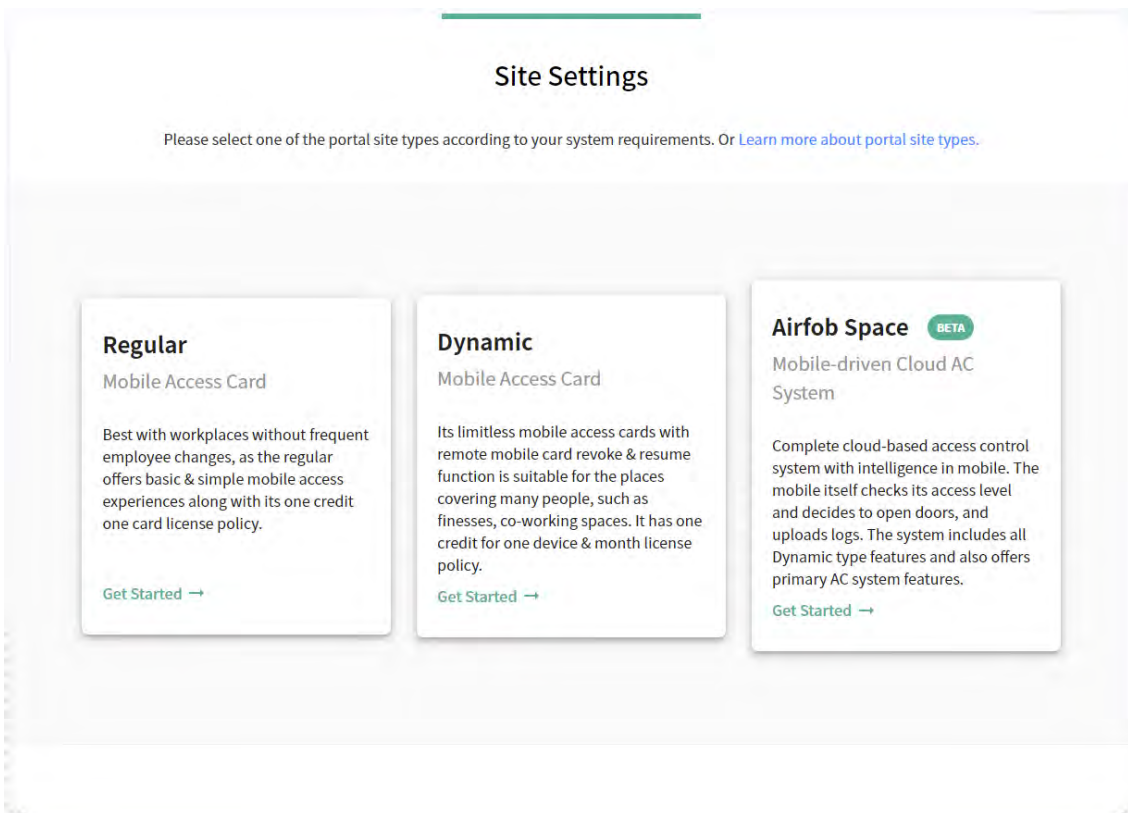 Site Settings
Please select one of the portal site types according to your system requirements. Or Learn more about portal site types.
Regular
Mobile Access Card
Best with workplaces without frequent
employee changes, as the regular
offers basic & simple mobile access
experiences along with its one credit
one card license policy.
Get Started →
Dynamic
Mobile Access Card
Its limitless mobile access cards with
remote mobile card revoke & resume
function is suitable for the places
covering many people, such as
finesses, co-working spaces. It has one
credit for one device & month license
policy.
Get Started →
Airfob Space BETA
Mobile-driven Cloud AC
System
Complete cloud-based access control
system with intelligence in mobile. The
mobile itself checks its access level
and decides to open doors, and
uploads logs. The system includes all
Dynamic type features and also offers
primary AC system features.
Get Started →